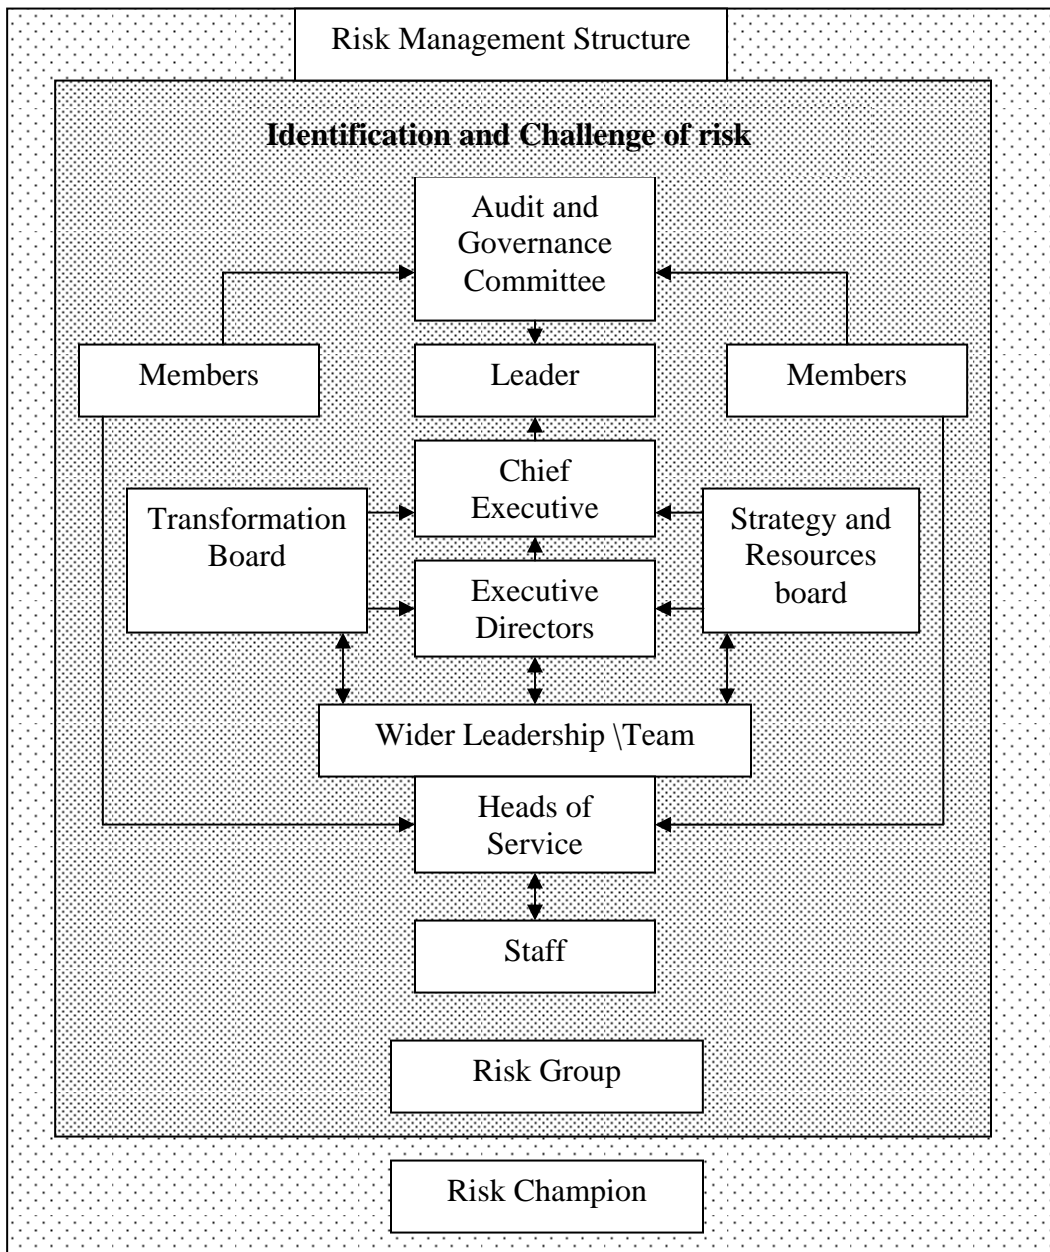 Risk Management Structure
Identification and Challenge of risk
Audit and
Governance
Committee
Members
Leader
Members
Chief
Executive
Transformation
Board
Strategy and
Resources
board
Executive
Directors
Wider Leadership \Team
Heads of
Service
Staff
Risk Group
Risk Champion